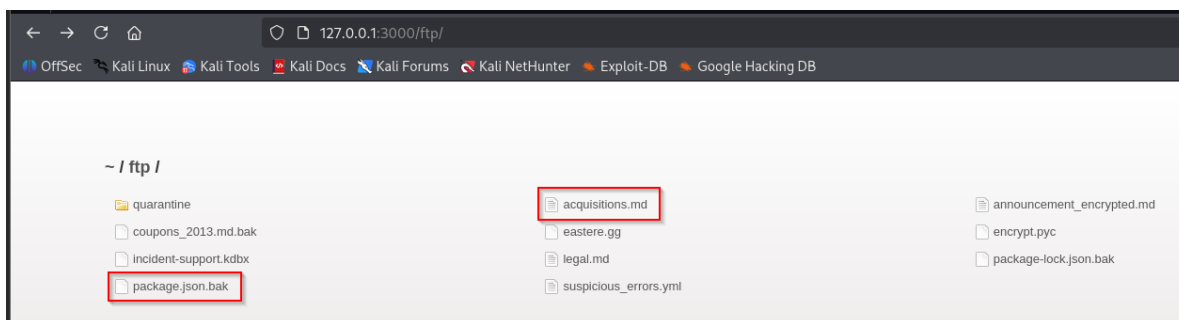 127.0.0.1:3000/ftp/
OffSec Kali Linux Kali Tools Kali Docs Kali Forums Kali NetHunter Exploit-DB Google Hacking DB
~ / ftp /
quarantine acquisitions.md announcement_encrypted.md
coupons_2013.md.bak eastere.gg encrypt.pyc
incident-support.kdbx legal.md package-lock.json.bak
package.json.bak suspicious_errors.yml